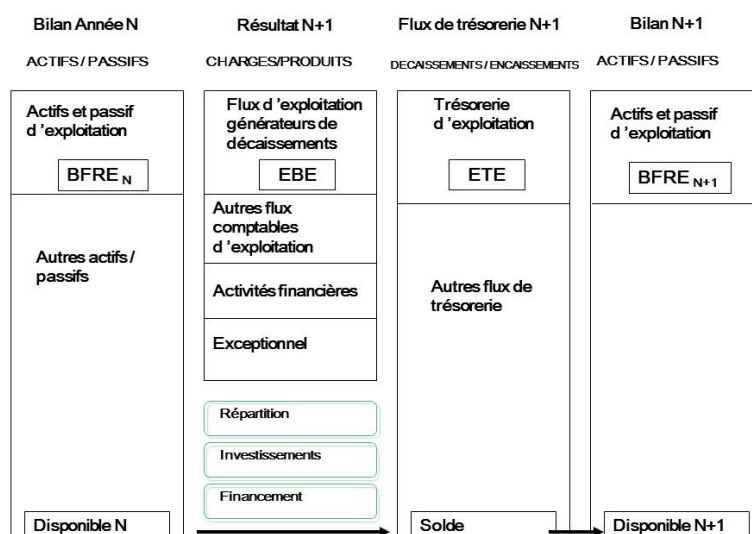 Bilan Année N
Résultat N+1
Flux de trésorerie N+1
Bilan N+1
ACTIFS / PASSIFS
CHARGES/PRODUITS
DECAISSEMENTS / ENCAISSEMENTS
ACTIFS / PASSIFS
Actifs et passif
d ’exploitation
BFRE N
Autres actifs /
passifs
Disponible N
Flux d ’exploitation
générateurs de
décaissements
EBE
Autres flux
comptables
d ’exploitation
Activités financières
Exceptionnel
Répartition
Investissements
Financement
Trésorerie
d ’exploitation
ETE
Autres flux de
trésorerie
Solde
Actifs et passif
d ’exploitation
BFRE N+1
Disponible N+1